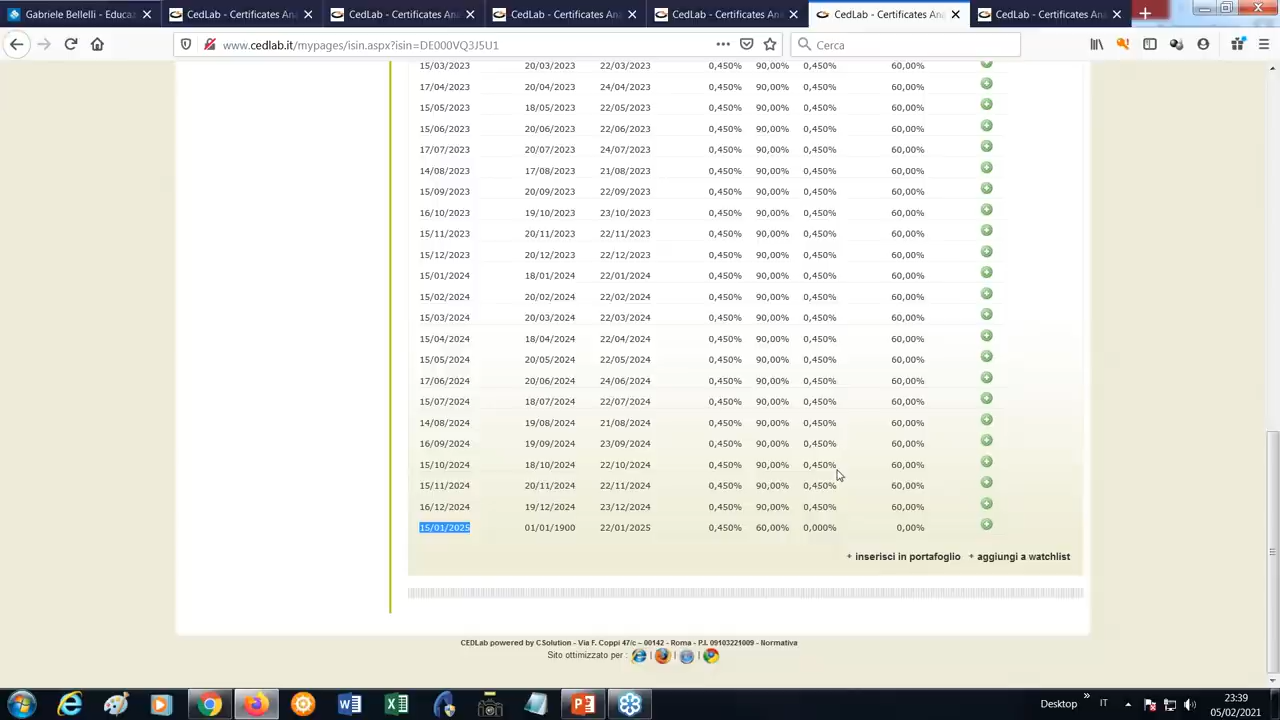 Gabriele Bellelli - Educaz
CedLab - Certificates Ana
CedLab - Certificates Ana
CedLab - Certificates Ana
CedLab - Certificates Ana
CedLab - Certificates Ana
CedLab - Certificates Ana
www.cedlab.it/mypages/isin.aspx?isin=DE000VQ3J5U1
Cerca
15/03/2023 20/03/2023 22/03/2023 0,450% 90,00% 0,450% 60,00%
17/04/2023 20/04/2023 24/04/2023 0,450% 90,00% 0,450% 60,00%
15/05/2023 18/05/2023 22/05/2023 0,450% 90,00% 0,450% 60,00%
15/06/2023 20/06/2023 22/06/2023 0,450% 90,00% 0,450% 60,00%
17/07/2023 20/07/2023 24/07/2023 0,450% 90,00% 0,450% 60,00%
14/08/2023 17/08/2023 21/08/2023 0,450% 90,00% 0,450% 60,00%
15/09/2023 20/09/2023 22/09/2023 0,450% 90,00% 0,450% 60,00%
16/10/2023 19/10/2023 23/10/2023 0,450% 90,00% 0,450% 60,00%
15/11/2023 20/11/2023 22/11/2023 0,450% 90,00% 0,450% 60,00%
15/12/2023 20/12/2023 22/12/2023 0,450% 90,00% 0,450% 60,00%
15/01/2024 18/01/2024 22/01/2024 0,450% 90,00% 0,450% 60,00%
15/02/2024 20/02/2024 22/02/2024 0,450% 90,00% 0,450% 60,00%
15/03/2024 20/03/2024 22/03/2024 0,450% 90,00% 0,450% 60,00%
15/04/2024 18/04/2024 22/04/2024 0,450% 90,00% 0,450% 60,00%
15/05/2024 20/05/2024 22/05/2024 0,450% 90,00% 0,450% 60,00%
17/06/2024 20/06/2024 24/06/2024 0,450% 90,00% 0,450% 60,00%
15/07/2024 18/07/2024 22/07/2024 0,450% 90,00% 0,450% 60,00%
14/08/2024 19/08/2024 21/08/2024 0,450% 90,00% 0,450% 60,00%
16/09/2024 19/09/2024 23/09/2024 0,450% 90,00% 0,450% 60,00%
15/10/2024 18/10/2024 22/10/2024 0,450% 90,00% 0,450% 60,00%
15/11/2024 20/11/2024 22/11/2024 0,450% 90,00% 0,450% 60,00%
16/12/2024 19/12/2024 23/12/2024 0,450% 90,00% 0,450% 60,00%
15/01/2025 01/01/1900 22/01/2025 0,450% 60,00% 0,000% 0,00%
+ inserisci in portafoglio + aggiungi a watchlist
CEDLab powered by CSolution - Via F. Coppi 47/c – 00142 - Roma - P.I. 09103221009 - Normativa
Sito ottimizzato per : | | |
Desktop » IT 23:39
05/02/2021